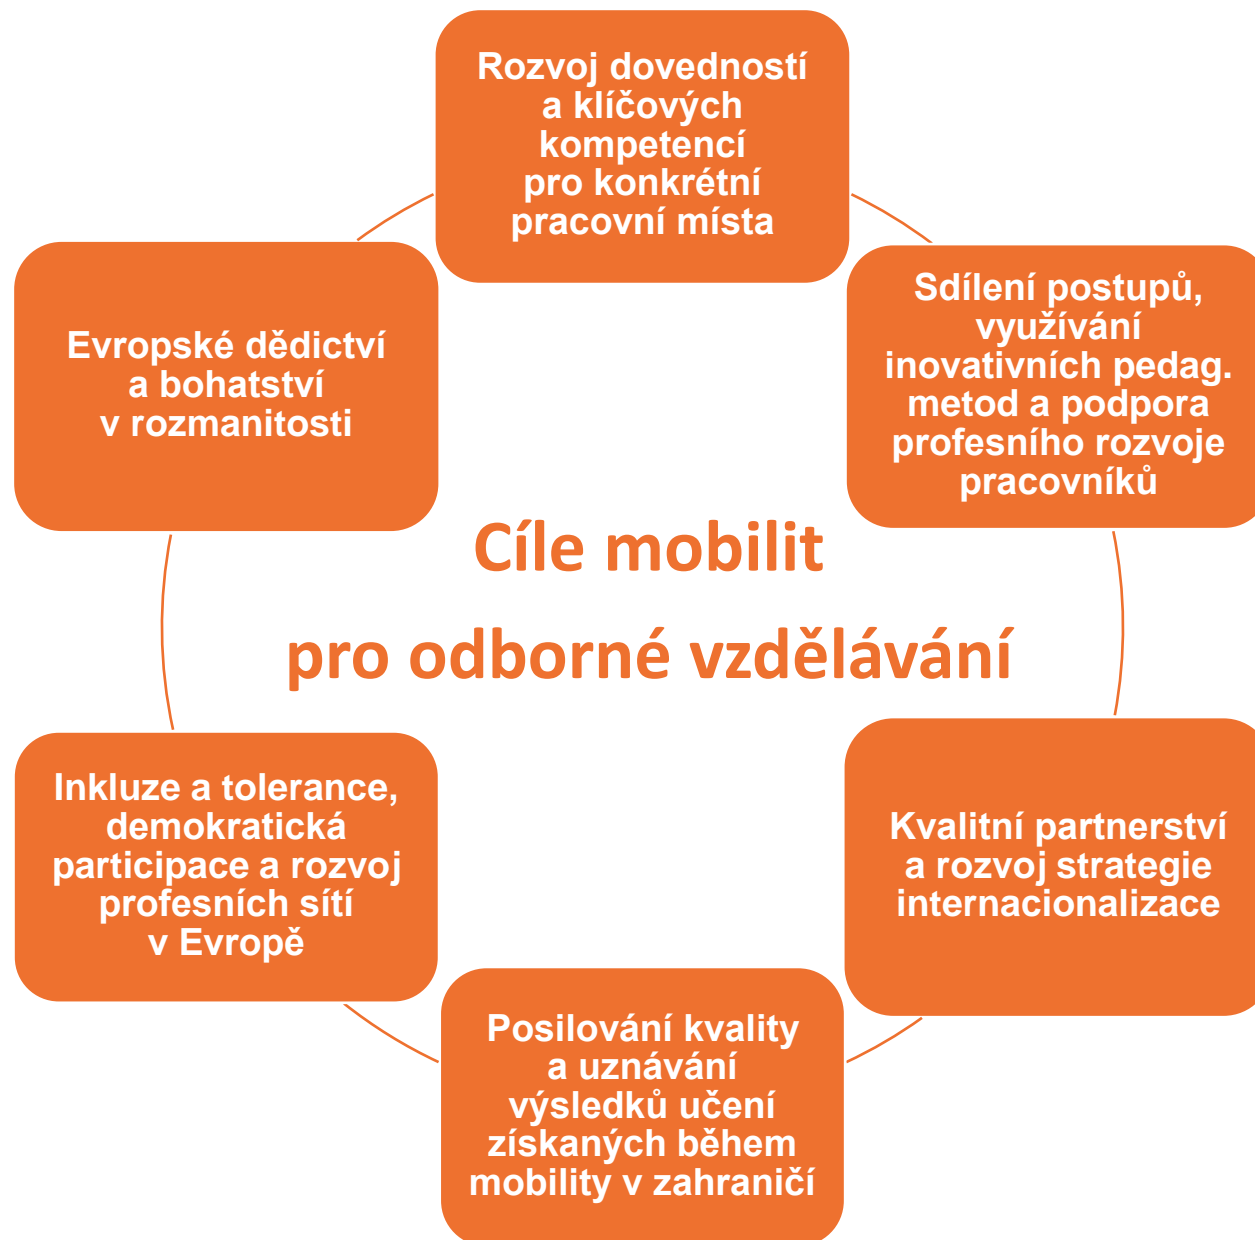 Rozvoj dovedností
a klíčových
kompetencí
pro konkrétní
pracovní místa
Sdílení postupů,
využívání
inovativních pedag.
metod a podpora
profesního rozvoje
pracovníků
Evropské dědictví
a bohatství
v rozmanitosti
Cíle mobilit
pro odborné vzdělávání
Kvalitní partnerství
a rozvoj strategie
internacionalizace
Inkluze a tolerance,
demokratická
participace a rozvoj
profesních sítí
v Evropě
Posilování kvality
a uznávání
výsledků učení
získaných během
mobility v zahraničí